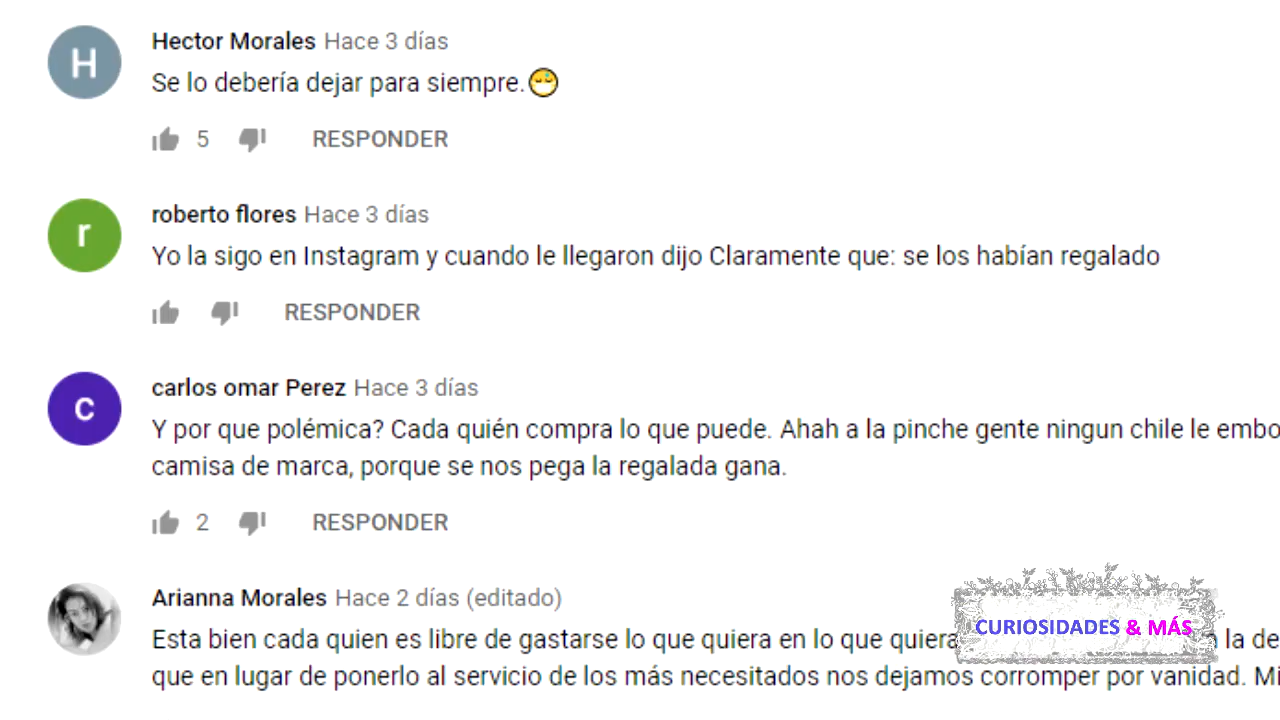 H
Hector Morales Hace 3 días
Se lo debería dejar para siempre.
5 RESPONDER
r
roberto flores Hace 3 días
Yo la sigo en Instagram y cuando le llegaron dijo Claramente que: se los habían regalado
RESPONDER
c
carlos omar Perez Hace 3 días
Y por que polémica? Cada quién compra lo que puede. Ahah a la pinche gente ningun chile le embo
camisa de marca, porque se nos pega la regalada gana.
2 RESPONDER
Arianna Morales Hace 2 días (editado)
Esta bien cada quien es libre de gastarse lo que quiera en lo que quiera la de
CURIOSIDADES & MÁS
que en lugar de ponerlo al servicio de los más necesitados nos dejamos corromper por vanidad. Mi